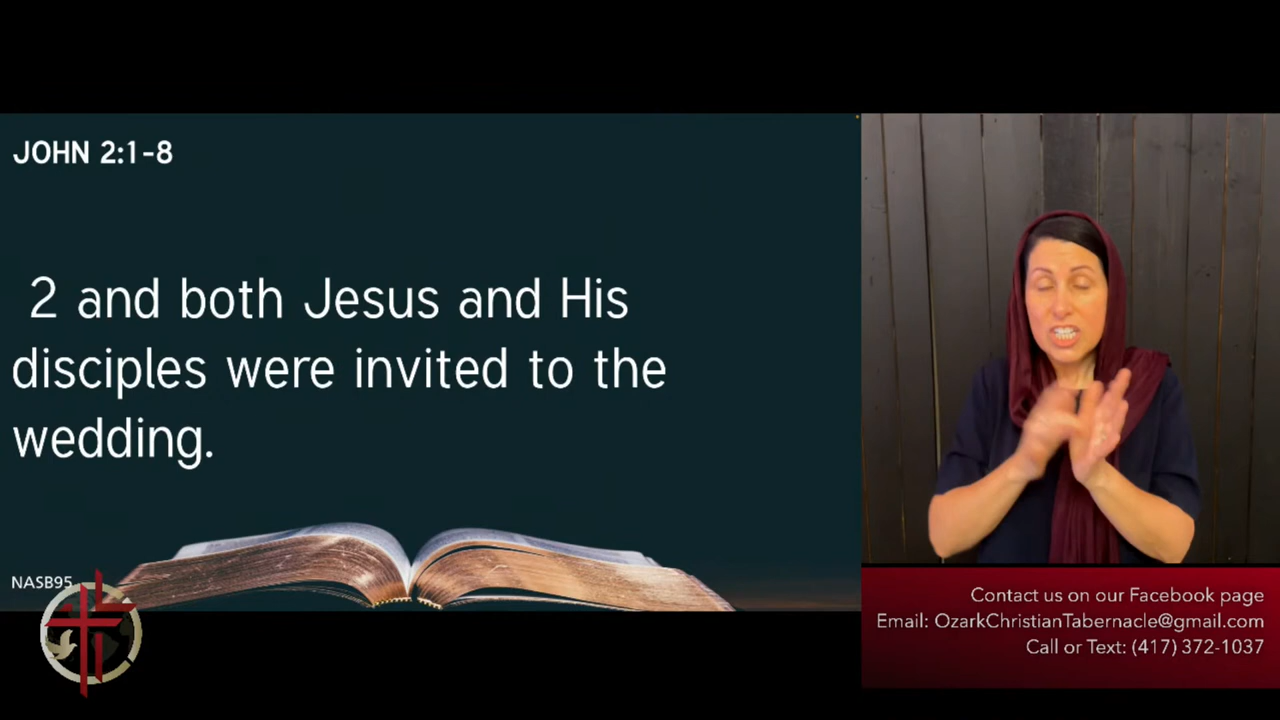 JOHN 2:1-8
2 and both Jesus and His
disciples were invited to the
wedding.
NASB95
Contact us on our Facebook page
Email: OzarkChristianTabernacle@gmail.com
Call or Text: (417) 372-1037